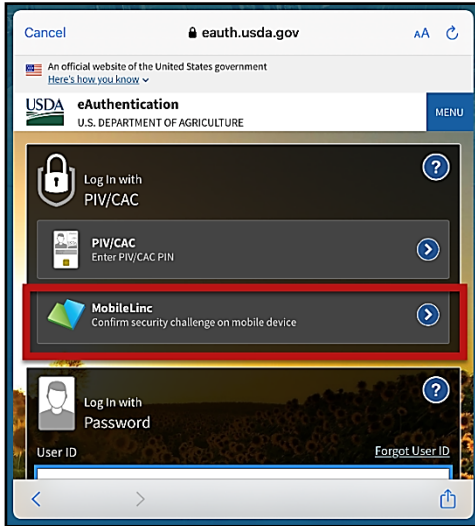 Cancel
eauth.usda.gov
AA
An official website of the United States government
Here's how you know
USDA
eAuthentication
U.S. DEPARTMENT OF AGRICULTURE
MENU
Log In with
PIV/CAC
?
PIV/CAC
Enter PIV/CAC PIN
MobileLinc
Confirm security challenge on mobile device
Log In with
Password
?
User ID
Forgot User ID